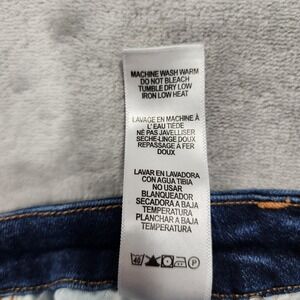 MACHINE WASH WARM
DO NOT BLEACH
TUMBLE DRY LOW
IRON LOW HEAT
LAVAGE EN MACHINE À
L'EAU TIÈDE
NE PAS JAVELLISER
SÈCHE-LINGE DOUX
REPASSAGE À FER
DOUX
LAVAR EN LAVADORA
CON AGUA TIBIA
NO USAR
BLANQUEADOR
SECADORA A BAJA
TEMPERATURA
PLANCHAR A BAJA
TEMPERATURA
40 P